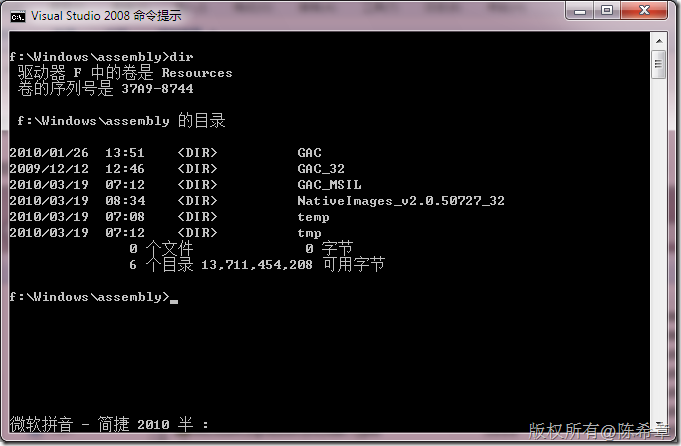 Visual Studio 2008 命令提示
f:\Windows\assembly>dir
驱动器 F 中的卷是 Resources
卷的序列号是 37A9-8744
f:\Windows\assembly 的目录
2010/01/26  13:51    <DIR>          GAC
2009/12/12  12:46    <DIR>          GAC_32
2010/03/19  07:12    <DIR>          GAC_MSIL
2010/03/19  08:34    <DIR>          NativeImages_v2.0.50727_32
2010/03/19  07:08    <DIR>          temp
2010/03/19  07:12    <DIR>          tmp
0 个文件              0 字节
6 个目录 13,711,454,208 可用字节
f:\Windows\assembly>
微软拼音 - 简捷 2010 半 :
版权所有@陈希章